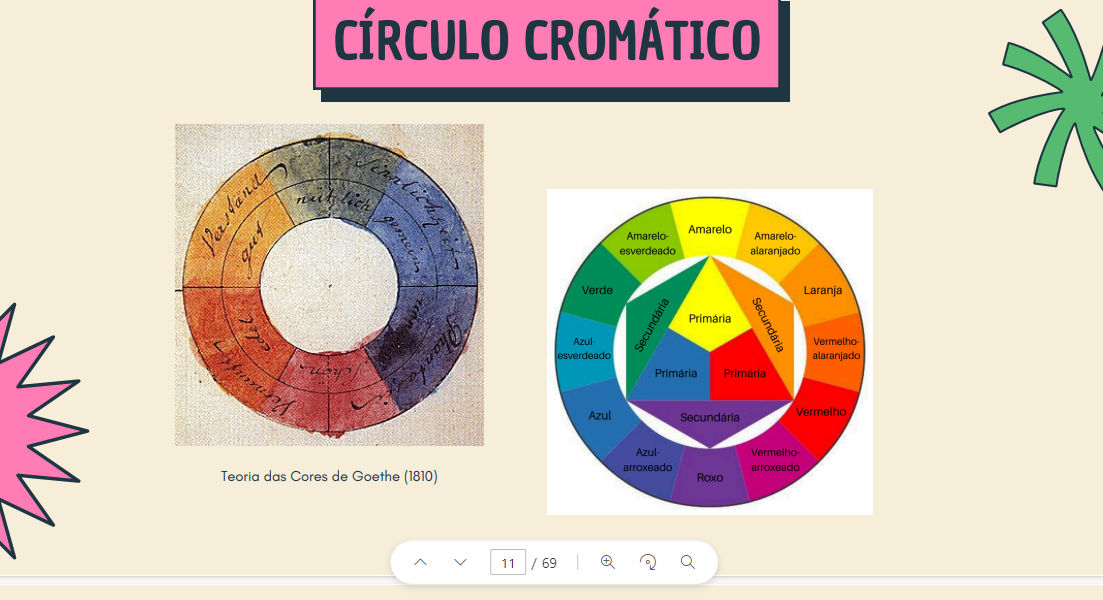 CÍRCULO CROMÁTICO
Verstand
gut
nützlich
Sinnlichkeit
gemein
Phantasie
schön
Vernunft
edel
Teoria das Cores de Goethe (1810)
Amarelo
Amarelo-
alaranjado
Laranja
Vermelho-
alaranjado
Vermelho
Vermelho-
arroxeado
Roxo
Azul-
arroxeado
Azul
Azul-
esverdeado
Verde
Amarelo-
esverdeado
Primária
Secundária
Secundária
Primária
Primária
Secundária
11 / 69